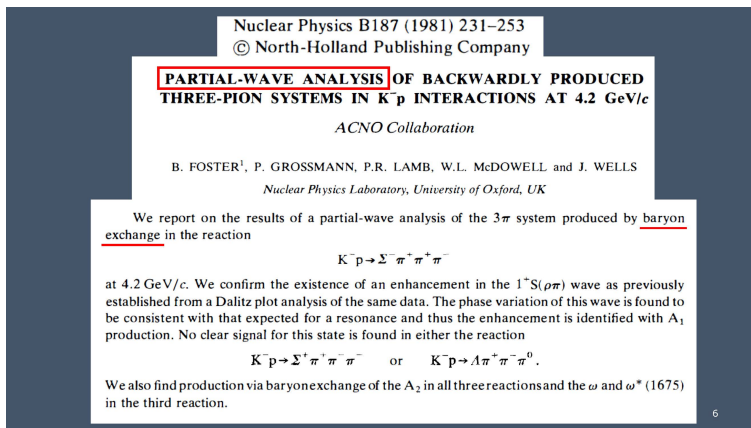 Nuclear Physics B187 (1981) 231–253
© North-Holland Publishing Company
PARTIAL-WAVE ANALYSIS OF BACKWARDLY PRODUCED
THREE-PION SYSTEMS IN K⁻p INTERACTIONS AT 4.2 GeV/c
ACNO Collaboration
B. FOSTER¹, P. GROSSMANN, P.R. LAMB, W.L. McDOWELL and J. WELLS
Nuclear Physics Laboratory, University of Oxford, UK
We report on the results of a partial-wave analysis of the 3π system produced by baryon
exchange in the reaction
K⁻p→Σ⁻π⁺π⁺π⁻
at 4.2 GeV/c. We confirm the existence of an enhancement in the 1⁺S(ρπ) wave as previously
established from a Dalitz plot analysis of the same data. The phase variation of this wave is found to
be consistent with that expected for a resonance and thus the enhancement is identified with A₁
production. No clear signal for this state is found in either the reaction
K⁻p→Σ⁺π⁺π⁻π⁻ or K⁻p→Λπ⁺π⁻π⁰.
We also find production via baryon exchange of the A₂ in all three reactions and the ω and ω* (1675)
in the third reaction.
6